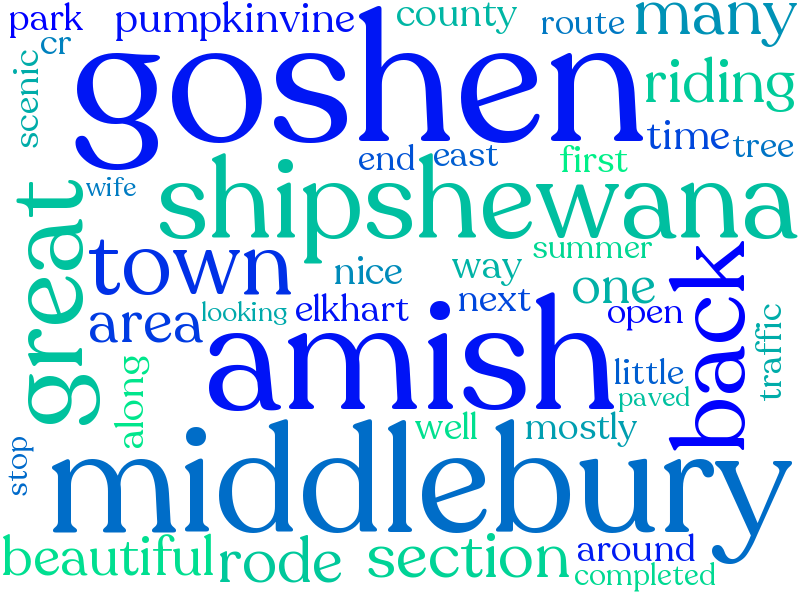 park
pumpkinvine
county
route
many
cr
scenic
goshen
riding
time
tree
end
east
first
wife
shipshewana
great
town
nice
way
summer
one
back
area
looking
elkhart
next
open
traffic
amish
along
little
paved
well
mostly
stop
middlebury
beautiful
rode
section
around
completed